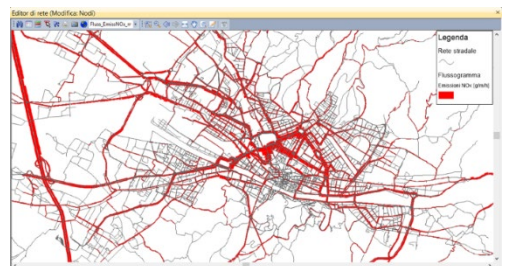 Editor di rete (Modifica: Nodi)
Legenda
Rete stradale
Flussogramma
Emissioni NOx (g/m/h)